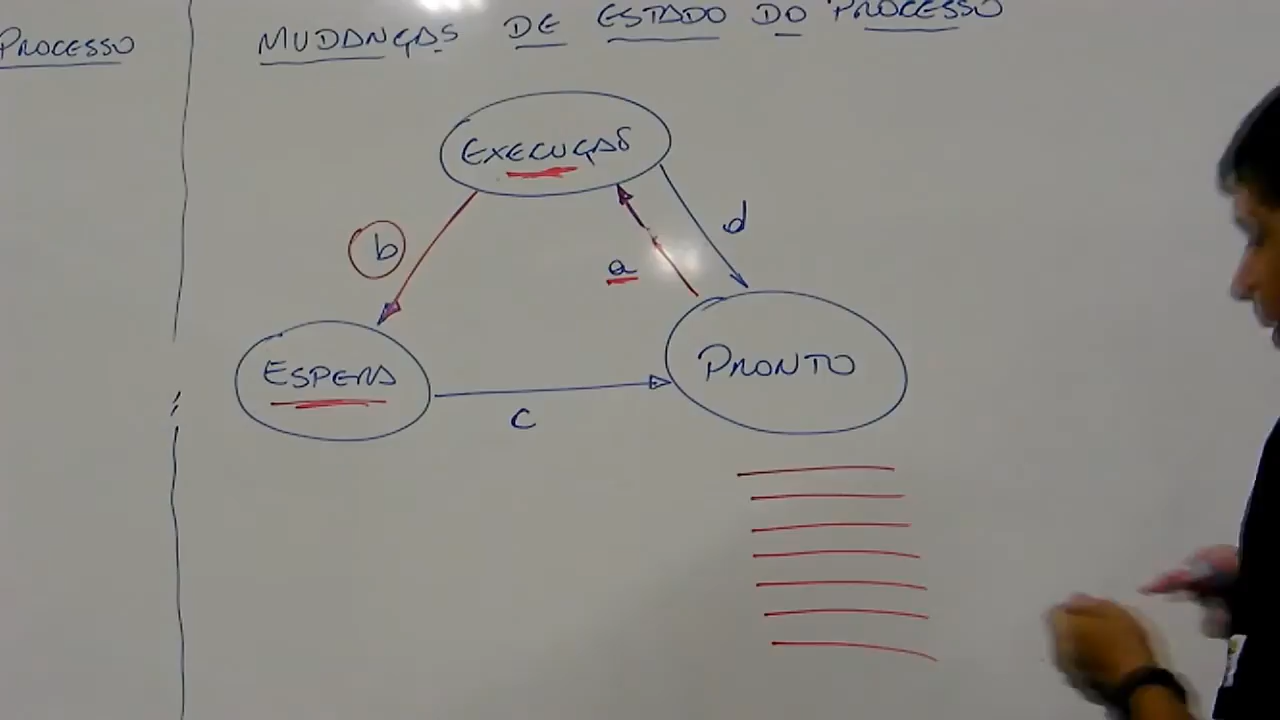 PROCESSO
MUDANÇAS DE ESTADO DO PROCESSO
EXECUÇÃO
b
d
a
ESPERA
PRONTO
c